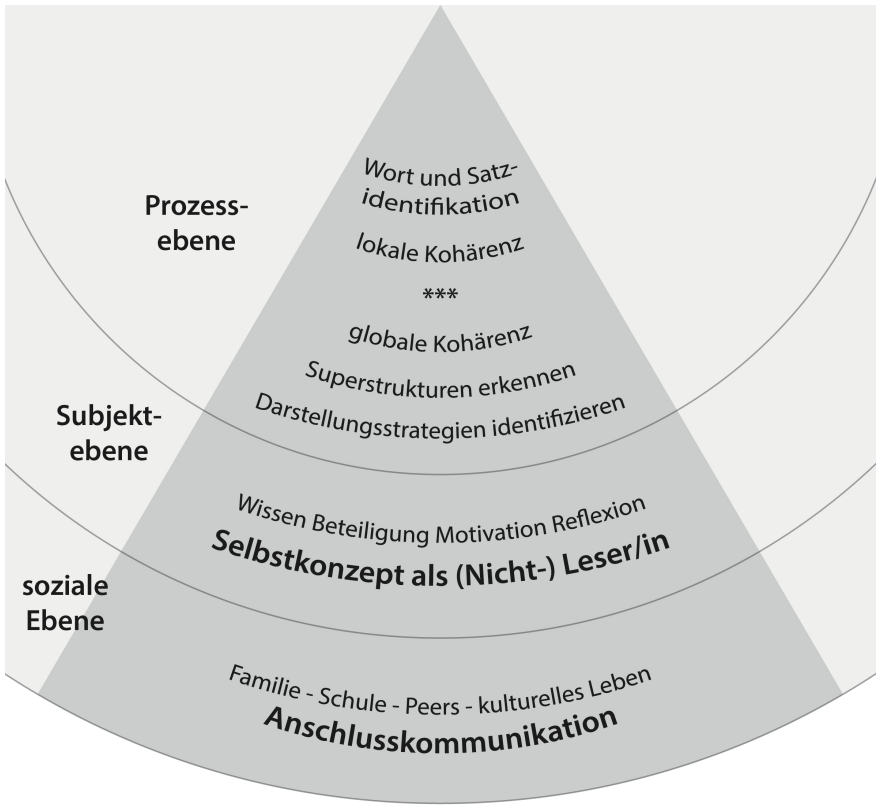 Prozess-
ebene
Wort und Satz-
identifikation
lokale Kohärenz
***
globale Kohärenz
Superstrukturen erkennen
Darstellungsstrategien identifizieren
Subjekt-
ebene
Wissen Beteiligung Motivation Reflexion
Selbstkonzept als (Nicht-) Leser/in
soziale
Ebene
Familie - Schule - Peers - kulturelles Leben
Anschlusskommunikation